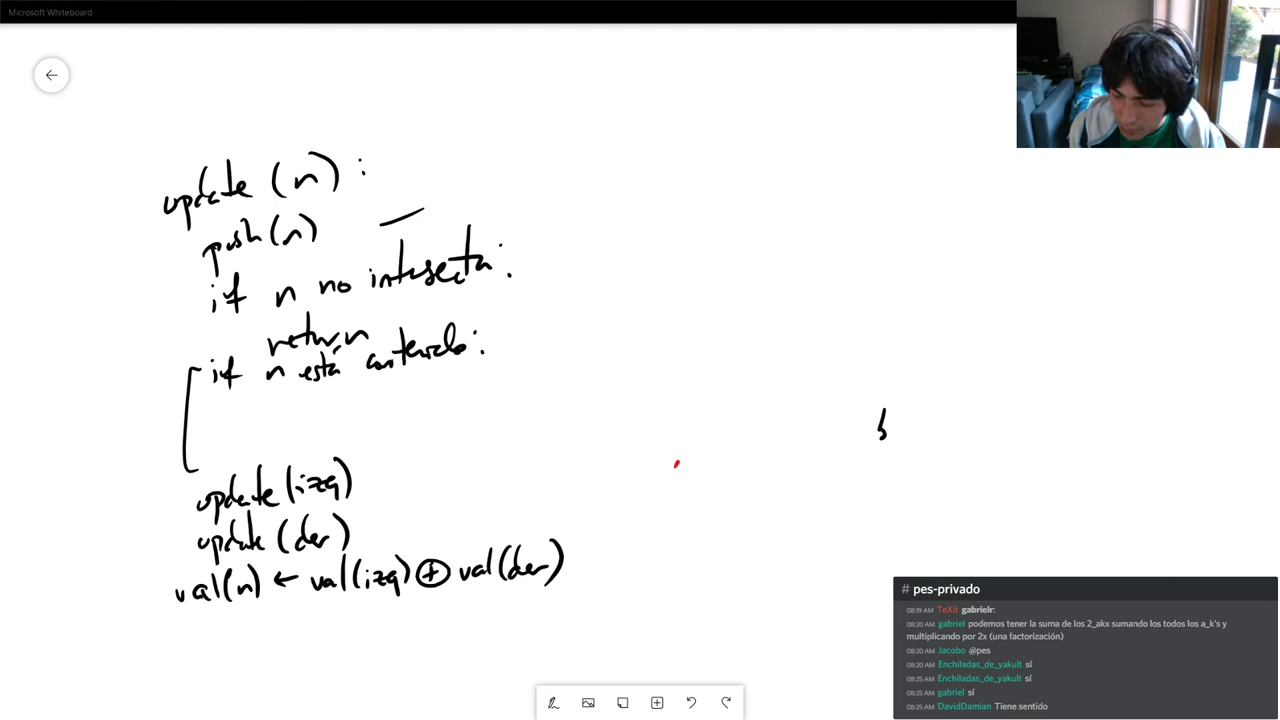 Microsoft Whiteboard
update (n) :
push(n)
if n no intersecta:
return
if n está contenido:
update(izq)
update(der)
val(n) ← val(izq) ⊕ val(der)
# pes-privado
08:19 AM TeXit gabrielr:
08:20 AM gabriel podemos tener la suma de los 2_akx sumando los todos los a_k's y
multiplicando por 2x (una factorización)
08:20 AM Jacobo @pes
08:20 AM Enchiladas_de_yakult sí
08:25 AM Enchiladas_de_yakult sí
08:25 AM gabriel sí
08:25 AM DavidDamian Tiene sentido